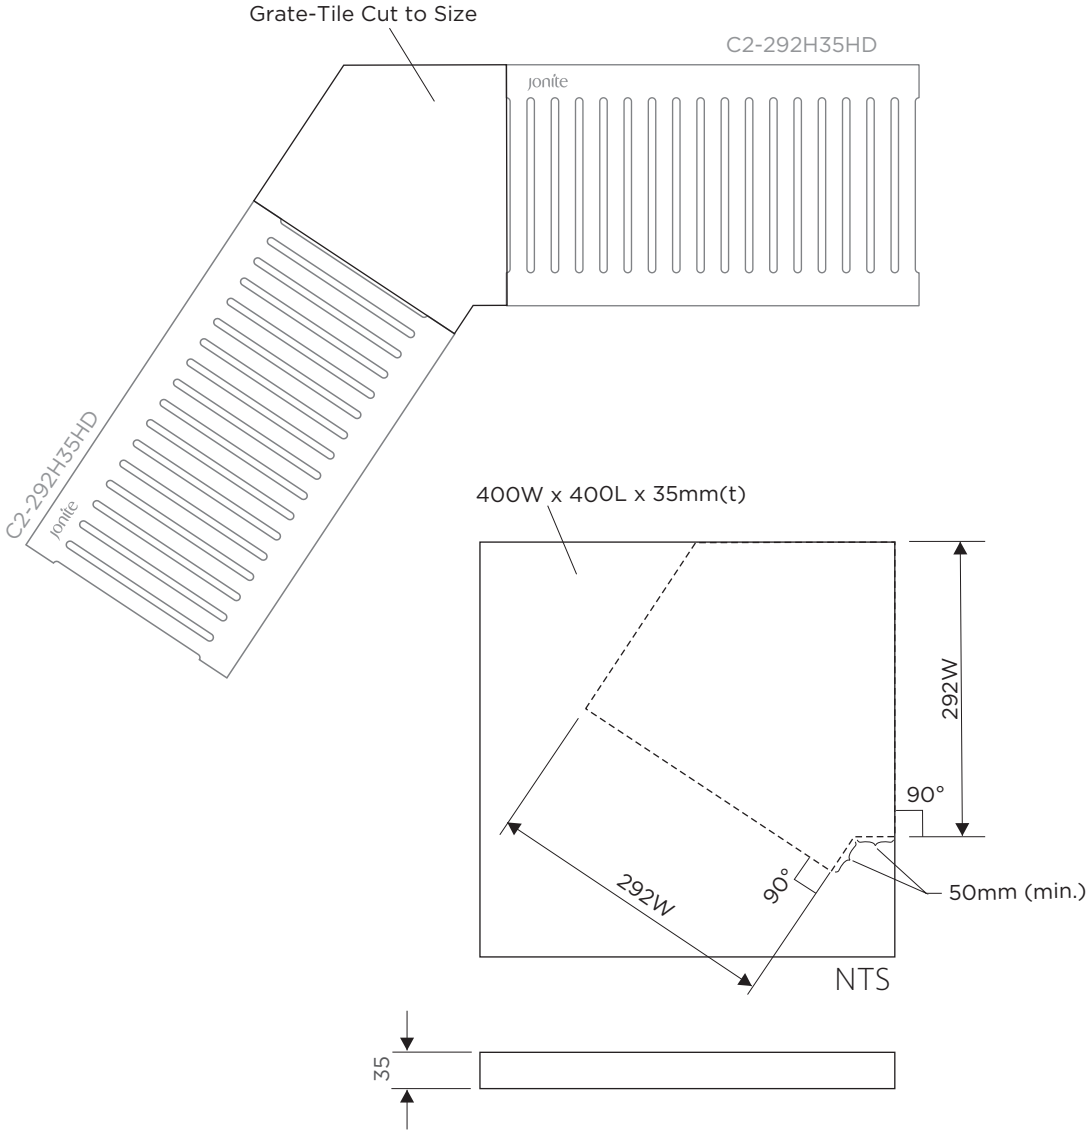 Grate-Tile Cut to Size
C2-292H35HD
jonite
C2-292H35HD
jonite
400W x 400L x 35mm(t)
292W
90°
292W
90°
50mm (min.)
NTS
35